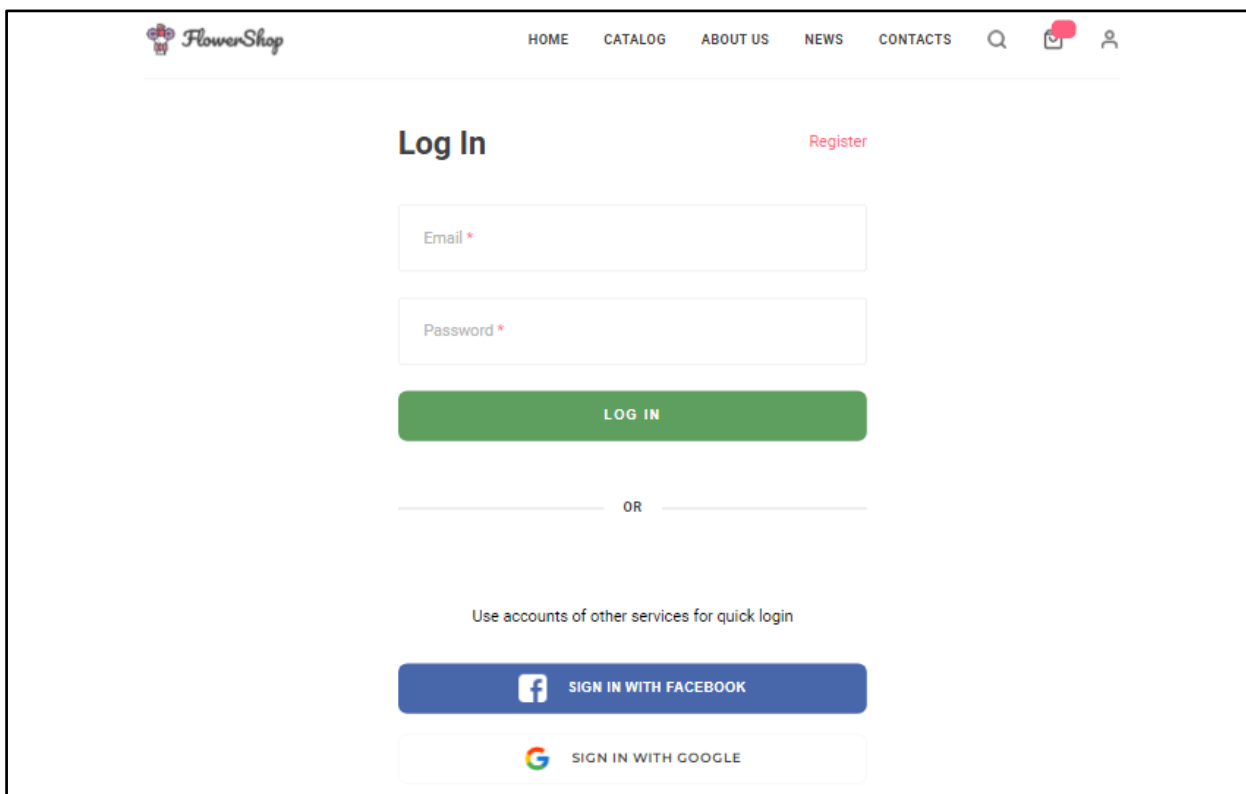 FlowerShop HOME CATALOG ABOUT US NEWS CONTACTS
Log In Register
Email *
Password *
LOG IN
OR
Use accounts of other services for quick login
SIGN IN WITH FACEBOOK
SIGN IN WITH GOOGLE